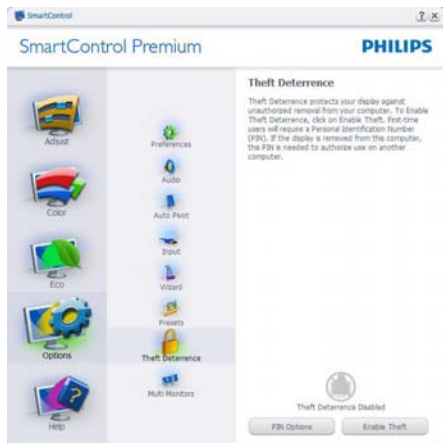 SmartControl
SmartControl Premium
PHILIPS
Adjust
Color
Eco
Options
Help
Preferences
Audio
Auto Pivot
Input
Wizard
Presets
Theft Deterrence
Multi Monitors
Theft Deterrence
Theft Deterrence protects your display against
unauthorized removal from your computer. To Enable
Theft Deterrence, click on Enable Theft. First-time
users will require a Personal Identification Number
(PIN). If the display is removed from this computer,
this PIN is needed to authorize use on another
computer.
Theft Deterrence Disabled
PIN Options
Enable Theft